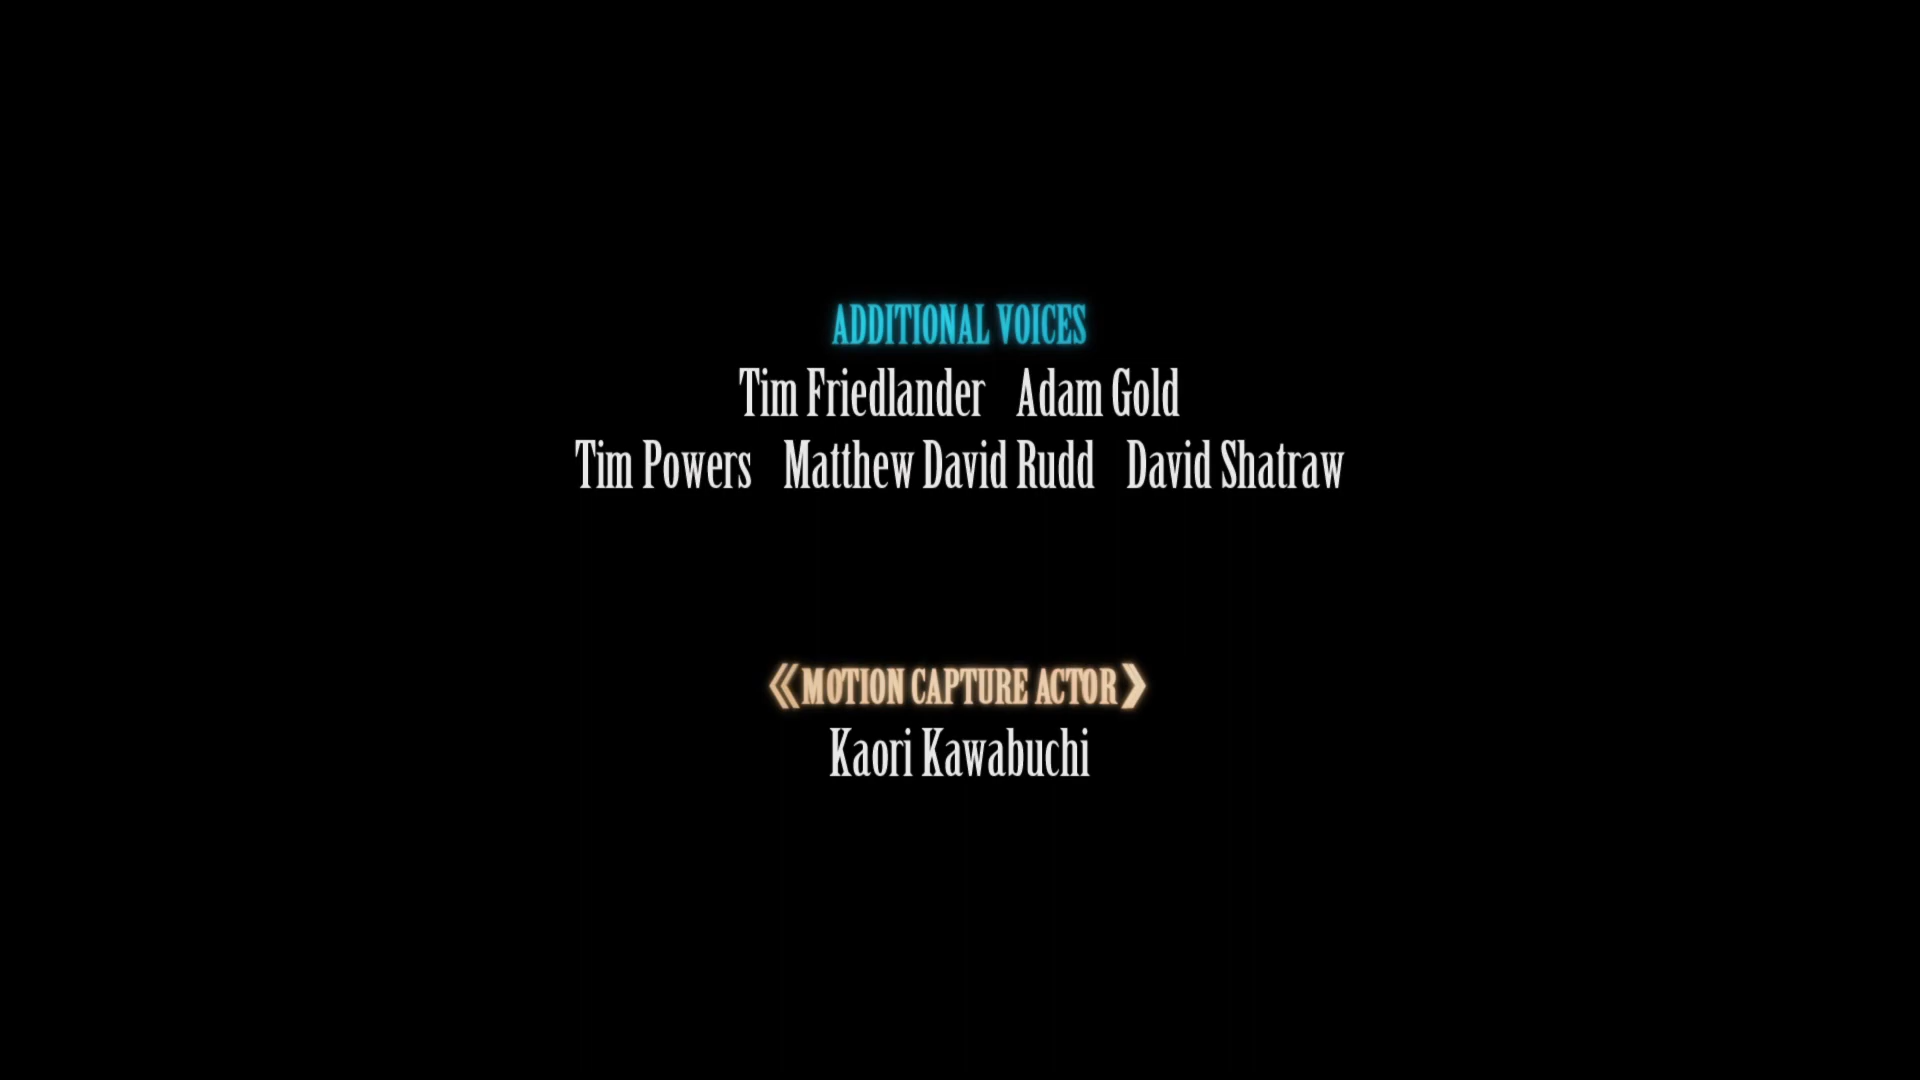 ADDITIONAL VOICES
Tim Friedlander Adam Gold
Tim Powers Matthew David Rudd David Shatraw
《MOTION CAPTURE ACTOR》
Kaori Kawabuchi